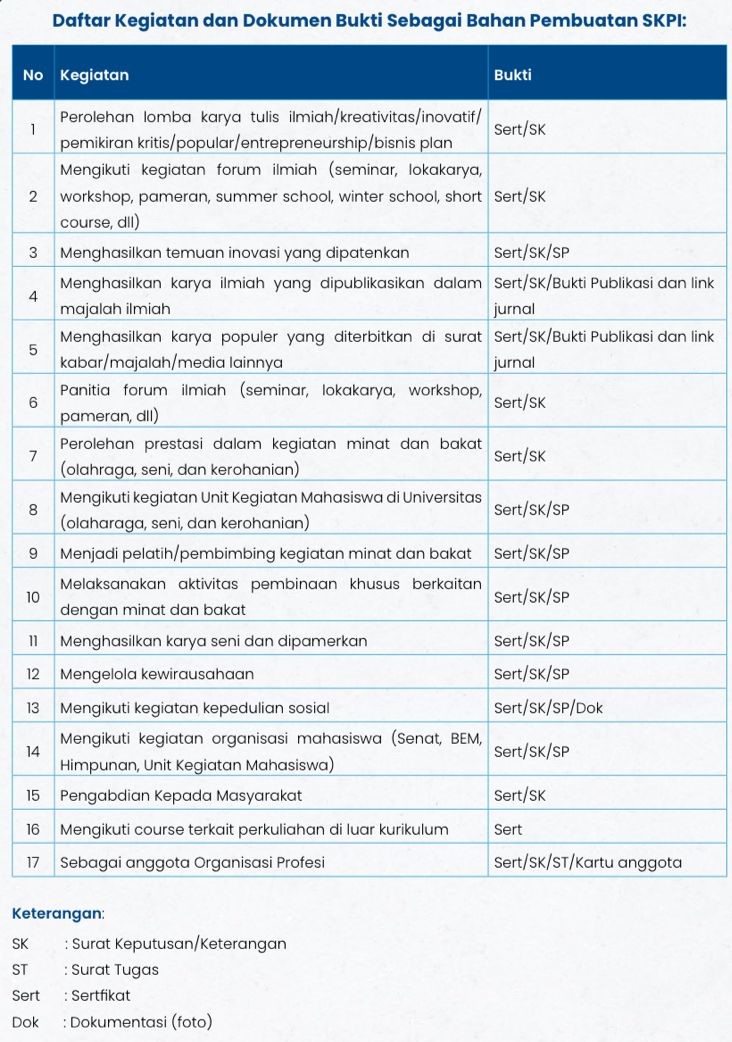 Daftar Kegiatan dan Dokumen Bukti Sebagai Bahan Pembuatan SKPI:
No Kegiatan Bukti
1 Perolehan lomba karya tulis ilmiah/kreativitas/inovatif/
pemikiran kritis/popular/entrepreneurship/bisnis plan Sert/SK
2 Mengikuti kegiatan forum ilmiah (seminar, lokakarya,
workshop, pameran, summer school, winter school, short
course, dll) Sert/SK
3 Menghasilkan temuan inovasi yang dipatenkan Sert/SK/SP
4 Menghasilkan karya ilmiah yang dipublikasikan dalam
majalah ilmiah Sert/SK/Bukti Publikasi dan link
jurnal
5 Menghasilkan karya populer yang diterbitkan di surat
kabar/majalah/media lainnya Sert/SK/Bukti Publikasi dan link
jurnal
6 Panitia forum ilmiah (seminar, lokakarya, workshop,
pameran, dll) Sert/SK
7 Perolehan prestasi dalam kegiatan minat dan bakat
(olahraga, seni, dan kerohanian) Sert/SK
8 Mengikuti kegiatan Unit Kegiatan Mahasiswa di Universitas
(olaharaga, seni, dan kerohanian) Sert/SK/SP
9 Menjadi pelatih/pembimbing kegiatan minat dan bakat Sert/SK/SP
10 Melaksanakan aktivitas pembinaan khusus berkaitan
dengan minat dan bakat Sert/SK/SP
11 Menghasilkan karya seni dan dipamerkan Sert/SK/SP
12 Mengelola kewirausahaan Sert/SK/SP
13 Mengikuti kegiatan kepedulian sosial Sert/SK/SP/Dok
14 Mengikuti kegiatan organisasi mahasiswa (Senat, BEM,
Himpunan, Unit Kegiatan Mahasiswa) Sert/SK/SP
15 Pengabdian Kepada Masyarakat Sert/SK
16 Mengikuti course terkait perkuliahan di luar kurikulum Sert
17 Sebagai anggota Organisasi Profesi Sert/SK/ST/Kartu anggota
Keterangan:
SK : Surat Keputusan/Keterangan
ST : Surat Tugas
Sert : Sertfikat
Dok : Dokumentasi (foto)